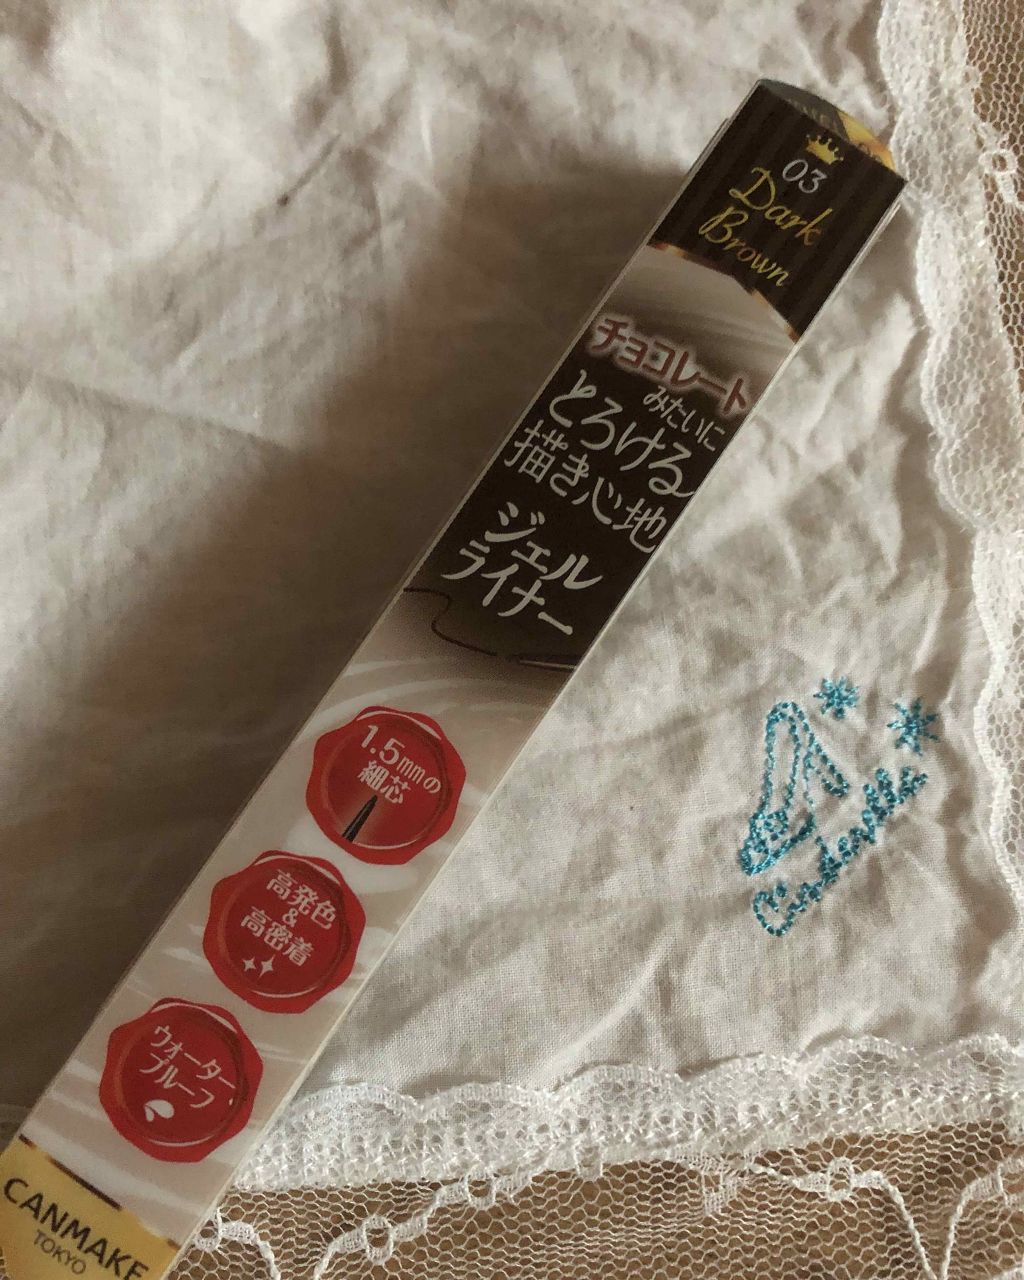 03
Dark
Brown
チョコレート
みたいに
とろける
描き心地
ジェル
ライナー
1.5mmの
細芯
高発色
&
高密着
ウォーター
プルーフ
CANMAKE
TOKYO
Cinderella